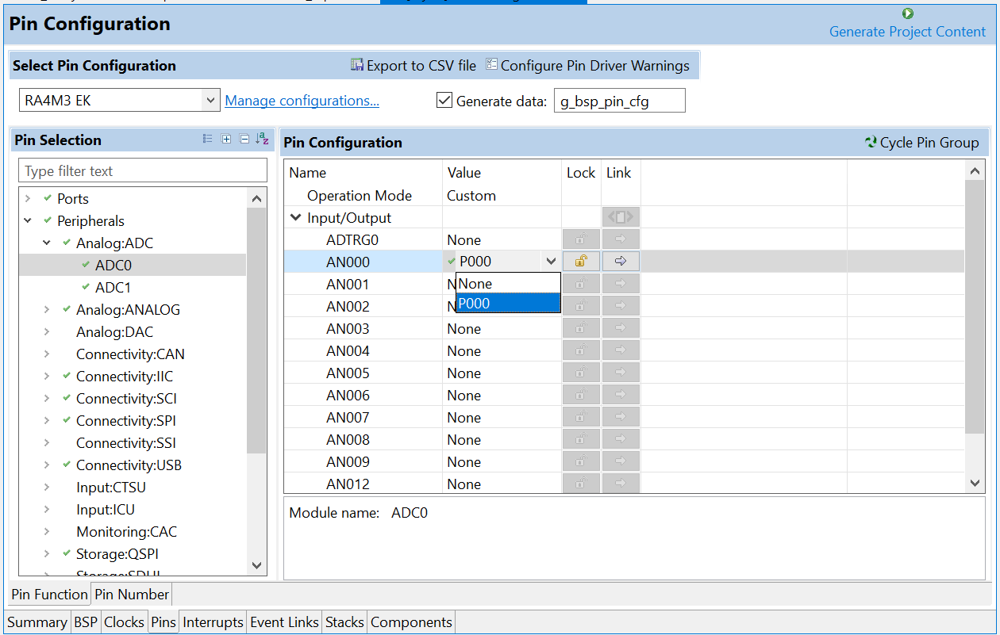 Pin Configuration
Generate Project Content
Select Pin Configuration
Export to CSV file
Configure Pin Driver Warnings
RA4M3 EK
Manage configurations...
Generate data:
g_bsp_pin_cfg
Pin Selection
Type filter text
Ports
Peripherals
Analog:ADC
ADC0
ADC1
Analog:ANALOG
Analog:DAC
Connectivity:CAN
Connectivity:IIC
Connectivity:SCI
Connectivity:SPI
Connectivity:SSI
Connectivity:USB
Input:CTSU
Input:ICU
Monitoring:CAC
Storage:QSPI
Pin Configuration
Cycle Pin Group
Name Value Lock Link
Operation Mode Custom
Input/Output
ADTRG0 None
AN000 P000
AN001
None
AN002
P000
AN003 None
AN004 None
AN005 None
AN006 None
AN007 None
AN008 None
AN009 None
AN012 None
Module name: ADC0
Pin Function Pin Number
Summary BSP Clocks Pins Interrupts Event Links Stacks Components